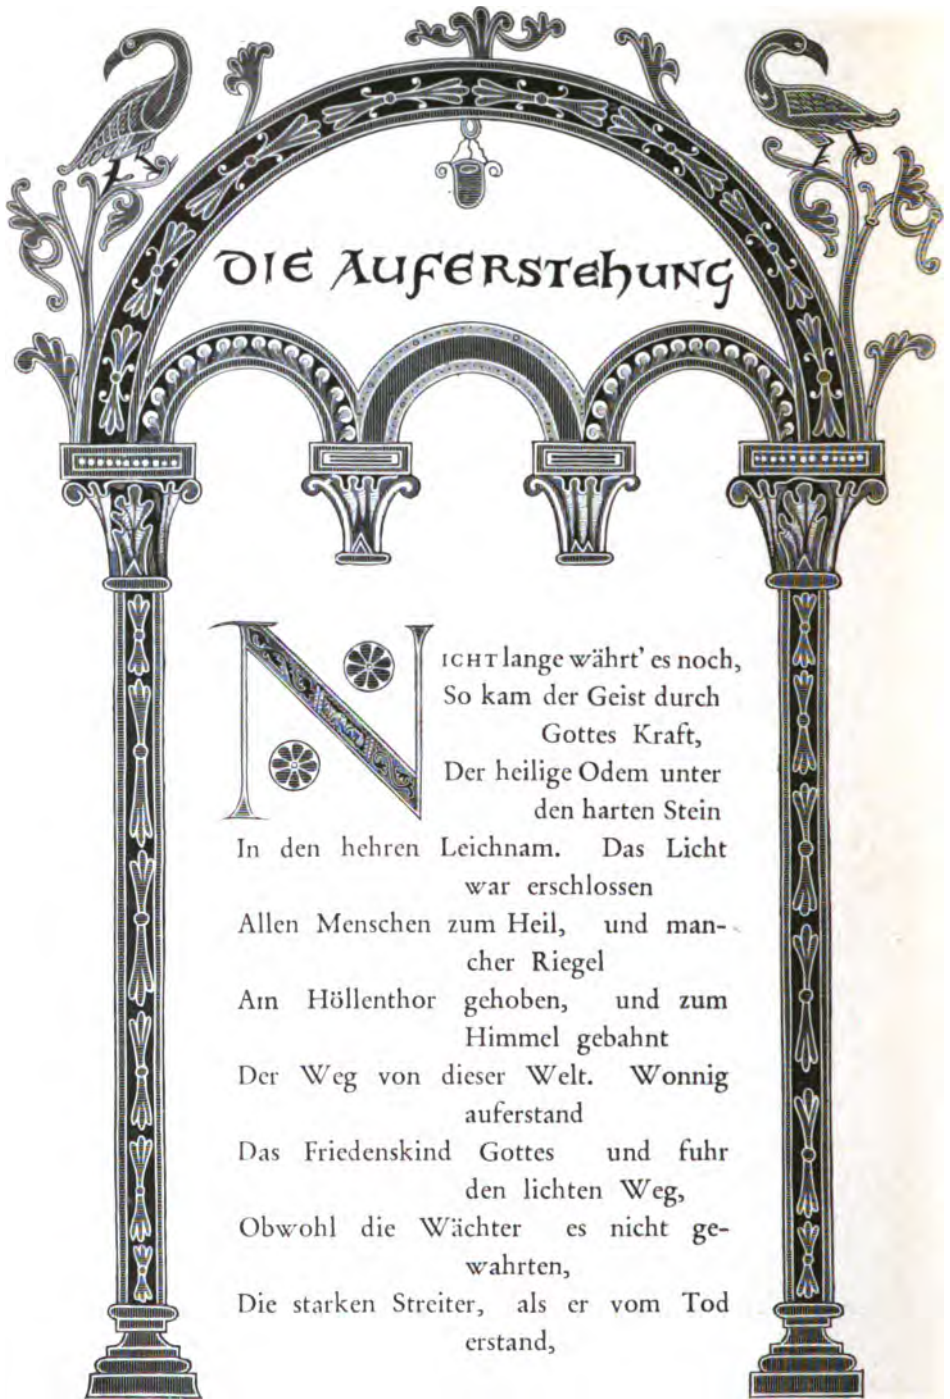 DIE AUFERSTEHUNG
NICHT lange währt' es noch,
So kam der Geist durch
Gottes Kraft,
Der heilige Odem unter
den harten Stein
In den hehren Leichnam. Das Licht
war erschlossen
Allen Menschen zum Heil, und man-
cher Riegel
Am Höllenthor gehoben, und zum
Himmel gebahnt
Der Weg von dieser Welt. Wonnig
auferstand
Das Friedenskind Gottes und fuhr
den lichten Weg,
Obwohl die Wächter es nicht ge-
wahrten,
Die starken Streiter, als er vom Tod
erstand,